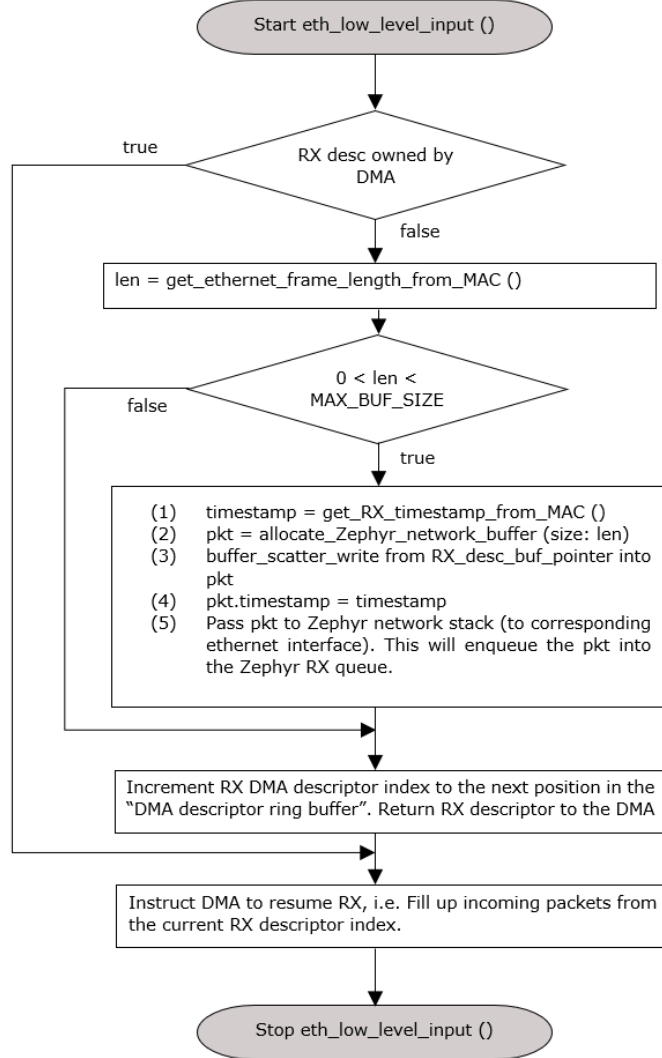 Start eth_low_level_input ()
true
RX desc owned by
DMA
false
len = get_ethernet_frame_length_from_MAC ()
0 < len <
MAX_BUF_SIZE
false
true
(1) timestamp = get_RX_timestamp_from_MAC ()
(2) pkt = allocate_Zephyr_network_buffer (size: len)
(3) buffer_scatter_write from RX_desc_buf_pointer into
pkt
(4) pkt.timestamp = timestamp
(5) Pass pkt to Zephyr network stack (to corresponding
ethernet interface). This will enqueue the pkt into
the Zephyr RX queue.
Increment RX DMA descriptor index to the next position in the
“DMA descriptor ring buffer”. Return RX descriptor to the DMA
Instruct DMA to resume RX, i.e. Fill up incoming packets from
the current RX descriptor index.
Stop eth_low_level_input ()